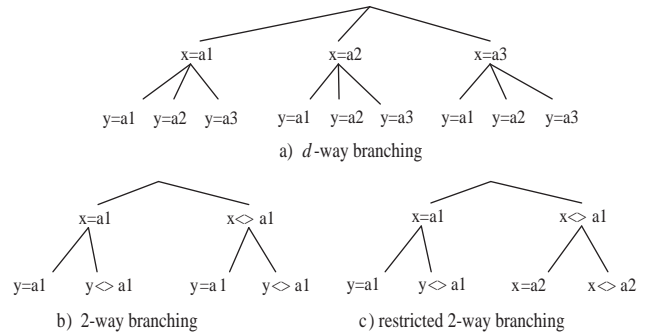 x=a1 x=a2 x=a3
y=a1 y=a2 y=a3 y=a1 y=a2 y=a3 y=a1 y=a2 y=a3
a) d-way branching
x=a1 x<> a1 x=a1 x<> a1
y=a1 y<> a1 y=a1 y<> a1 y=a1 y<> a1 x=a2 x<> a2
b) 2-way branching c) restricted 2-way branching